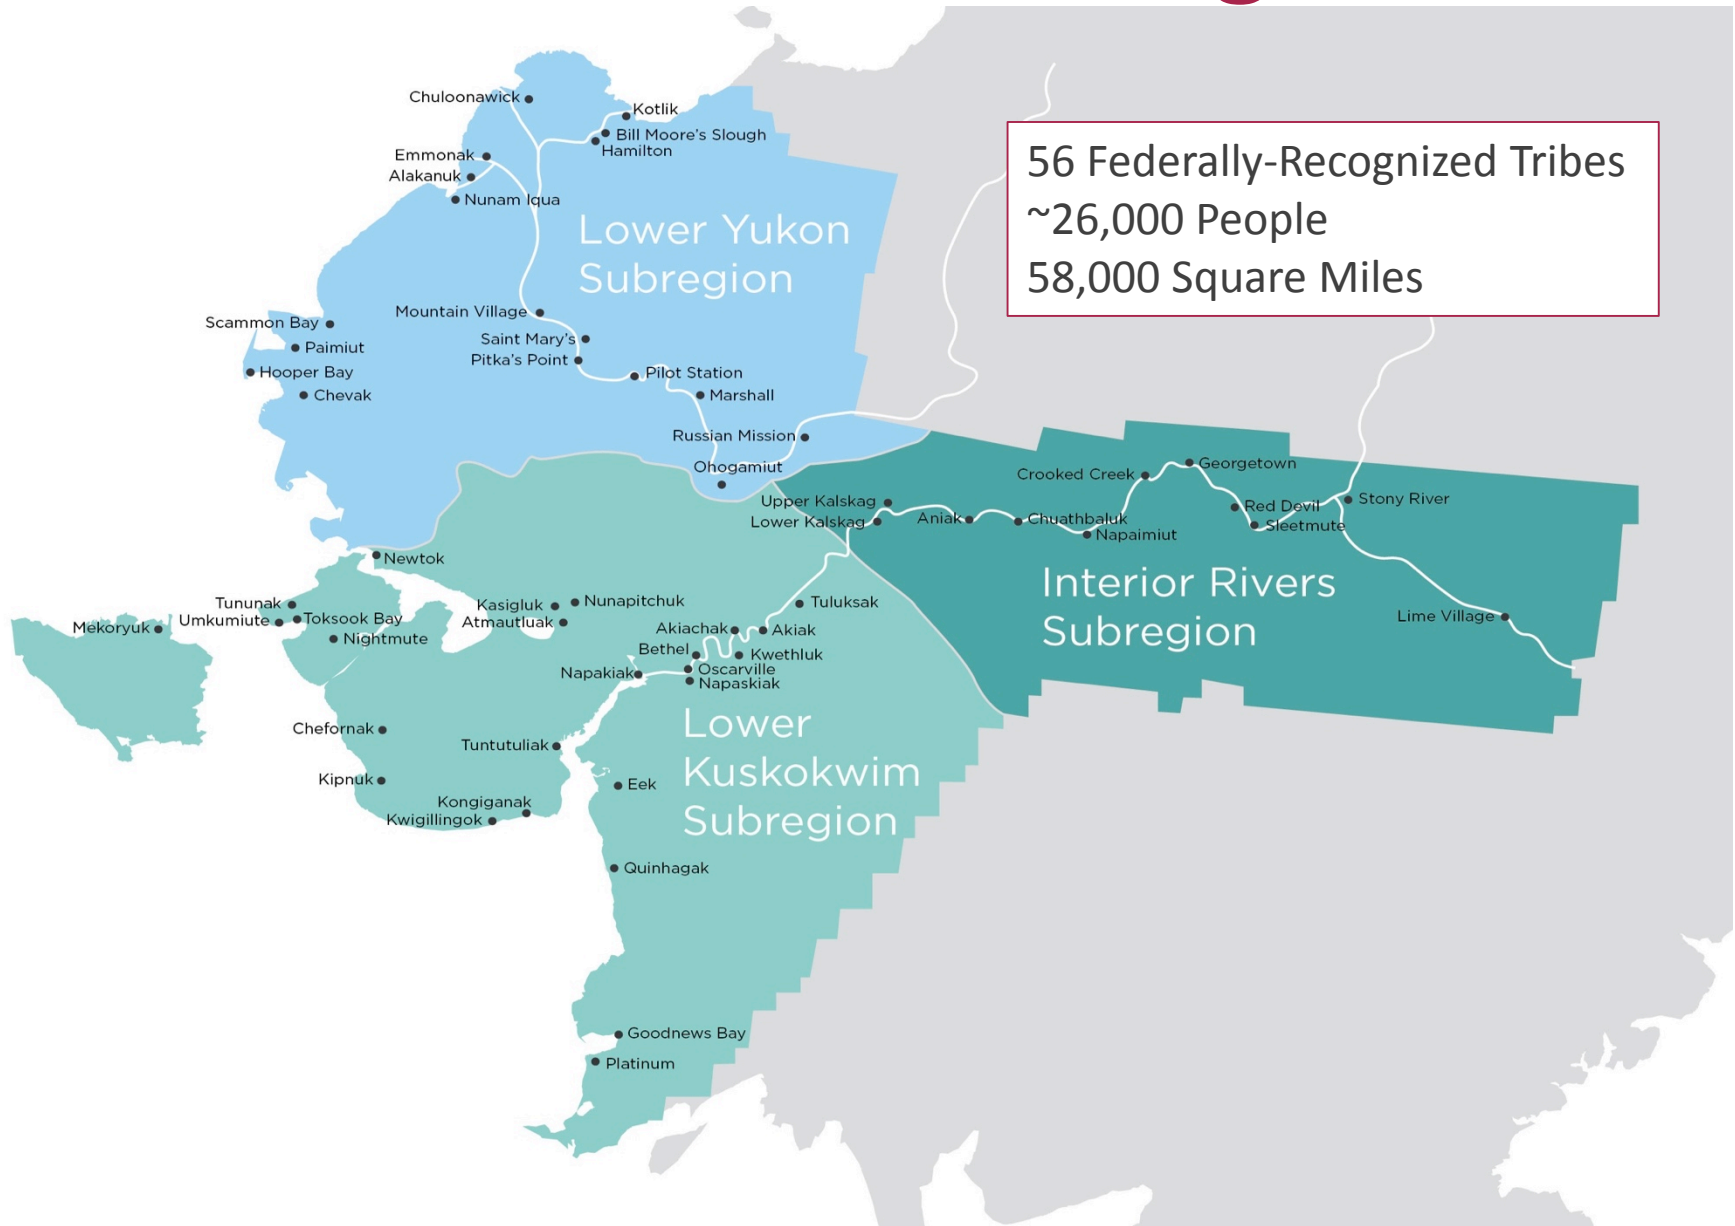 56 Federally-Recognized Tribes
~26,000 People
58,000 Square Miles
Chuloonawick
Kotlik
Bill Moore's Slough
Hamilton
Emmonak
Alakanuk
Nunam Iqua
Lower Yukon
Subregion
Mountain Village
Scammon Bay
Saint Mary's
Paimiut
Pitka's Point
Hooper Bay
Pilot Station
Chevak
Marshall
Russian Mission
Ohogamiut
Georgetown
Crooked Creek
Upper Kalskag
Stony River
Red Devil
Lower Kalskag
Aniak
Chuathbaluk
Sleetmute
Napaimiut
Newtok
Interior Rivers
Subregion
Tununak
Kasigluk
Nunapitchuk
Tuluksak
Umkumiute
Toksook Bay
Atmautluak
Lime Village
Mekoryuk
Akiachak
Akiak
Nightmute
Bethel
Kwethluk
Napakiak
Oscarville
Napaskiak
Lower
Kuskokwim
Subregion
Chefornak
Tuntutuliak
Kipnuk
Eek
Kongiganak
Kwigillingok
Quinhagak
Goodnews Bay
Platinum